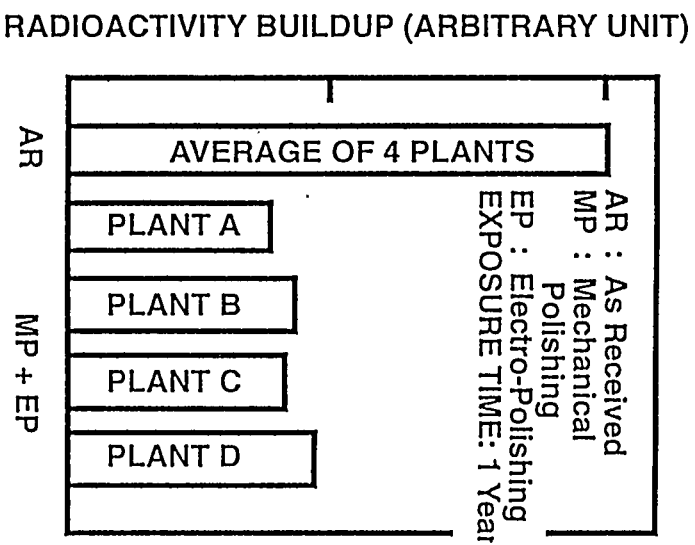 RADIOACTIVITY BUILDUP (ARBITRARY UNIT)
AR
AVERAGE OF 4 PLANTS
MP + EP
PLANT A
PLANT B
PLANT C
PLANT D
AR : As Received
MP : Mechanical
Polishing
EP : Electro-Polishing
EXPOSURE TIME: 1 Year